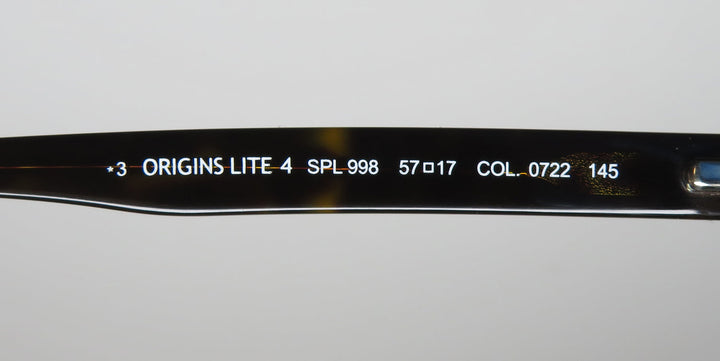 *3 ORIGINS LITE 4 SPL 998 57□17 COL. 0722 145